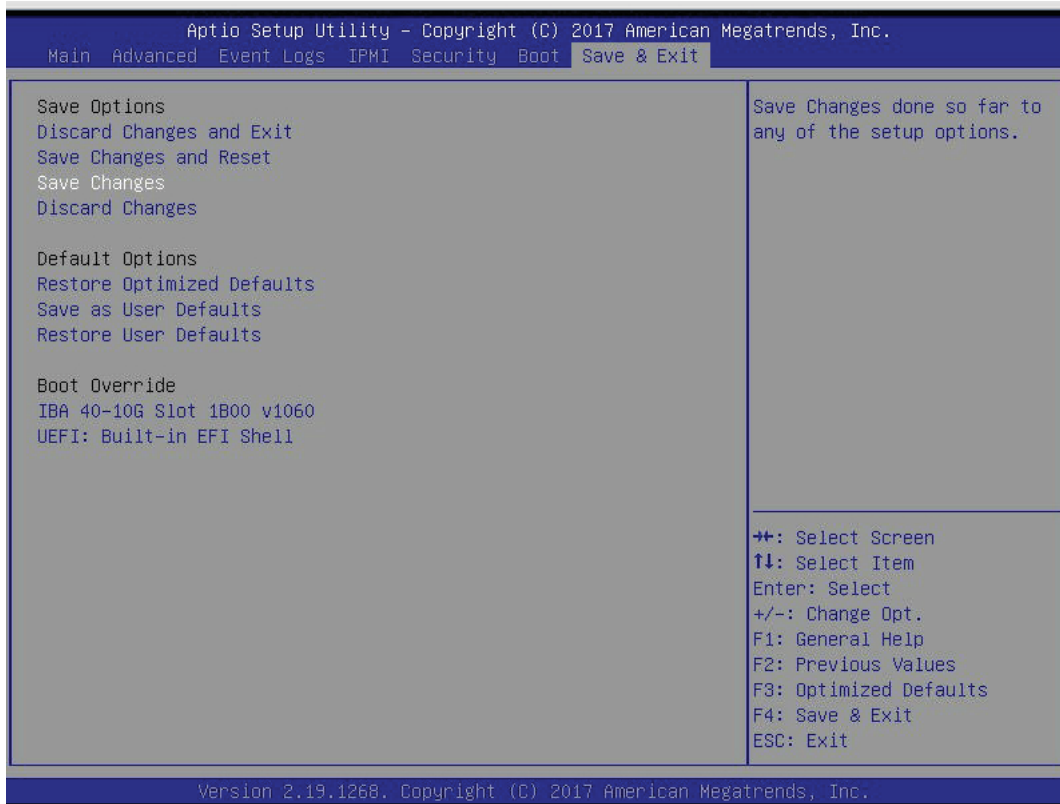 Aptio Setup Utility – Copyright (C) 2017 American Megatrends, Inc.
Main Advanced Event Logs IPMI Security Boot Save & Exit
Save Options
Discard Changes and Exit
Save Changes and Reset
Save Changes
Discard Changes
Default Options
Restore Optimized Defaults
Save as User Defaults
Restore User Defaults
Boot Override
IBA 40-10G Slot 1B00 v1060
UEFI: Built-in EFI Shell
Save Changes done so far to
any of the setup options.
→←: Select Screen
↑↓: Select Item
Enter: Select
+/-: Change Opt.
F1: General Help
F2: Previous Values
F3: Optimized Defaults
F4: Save & Exit
ESC: Exit
Version 2.19.1268. Copyright (C) 2017 American Megatrends, Inc.